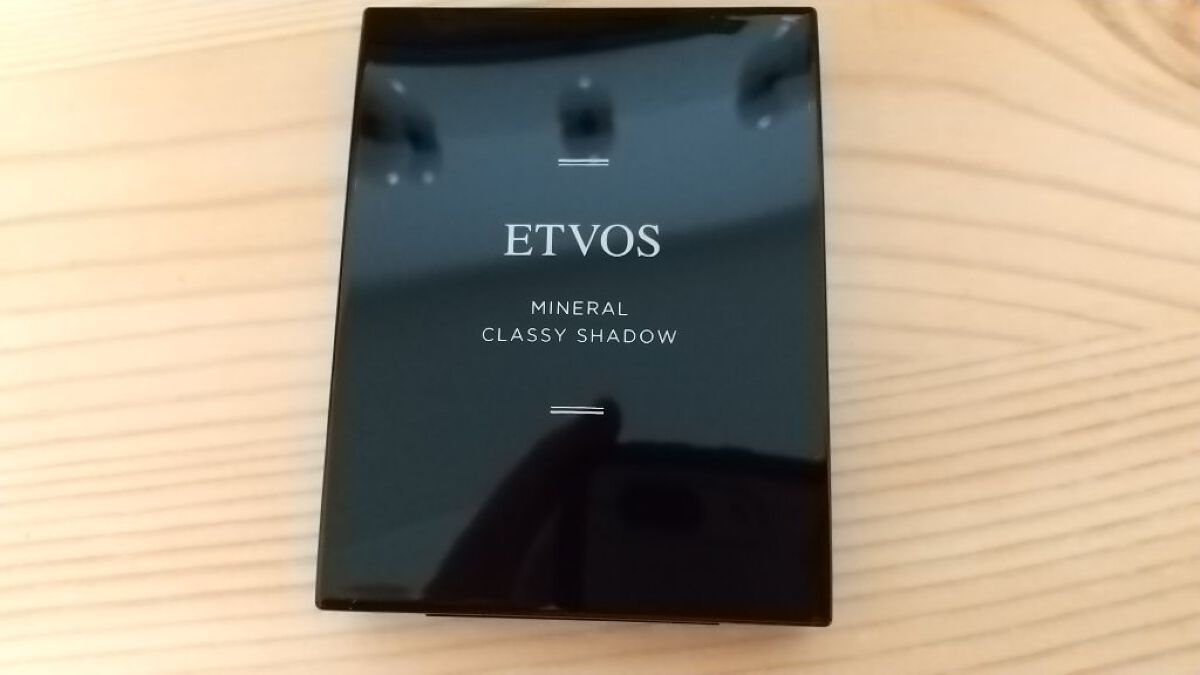 ETVOS
MINERAL
CLASSY SHADOW